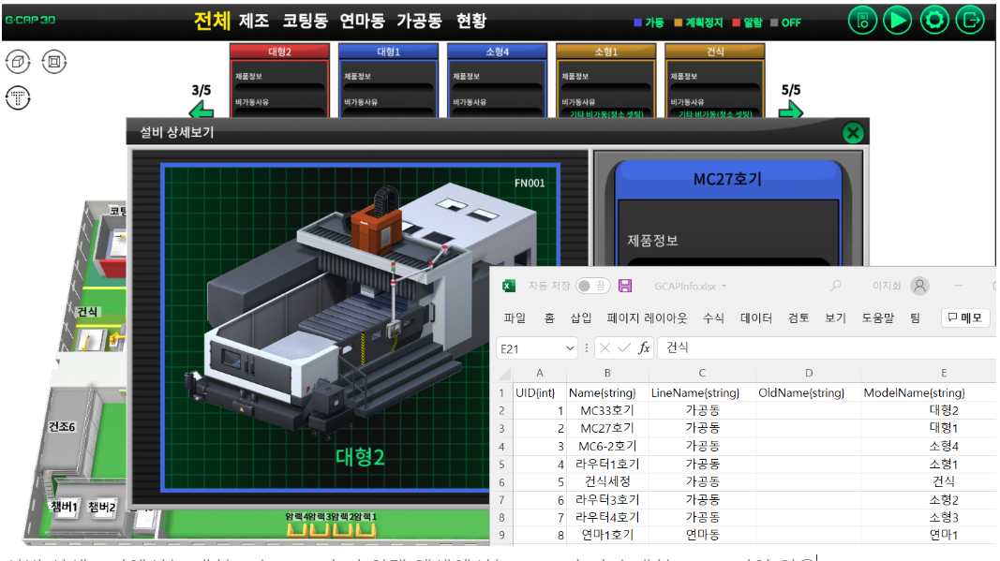 G-CAP 3D
전체 제조 코팅동 연마동 가공동 현황
가동 계획정지 알람 OFF
대형2 대형1 소형4 소형1 건식
제품정보 제품정보 제품정보 제품정보 제품정보
3/5 5/5
비가동사유 비가동사유 비가동사유 비가동사유 비가동사유
기타 비가동(청소 셋팅) 기타 비가동(청소 셋팅)
설비 상세보기
FN001
MC27호기
제품정보
대형2
건식
건조6
챔버1 챔버2
암랙4암랙3암랙2암랙1
자동 저장 끔 GCAPInfo.xlsx 이지화
파일 홈 삽입 페이지 레이아웃 수식 데이터 검토 보기 도움말 팀 메모
E21 fx 건식
A B C D E
1 UID(int) Name(string) LineName(string) OldName(string) ModelName(string)
2 1 MC33호기 가공동 대형2
3 2 MC27호기 가공동 대형1
4 3 MC6-2호기 가공동 소형4
5 4 라우터1호기 가공동 소형1
6 5 건식세정 가공동 건식
7 6 라우터3호기 가공동 소형2
8 7 라우터4호기 가공동 소형3
9 8 연마1호기 연마동 연마1